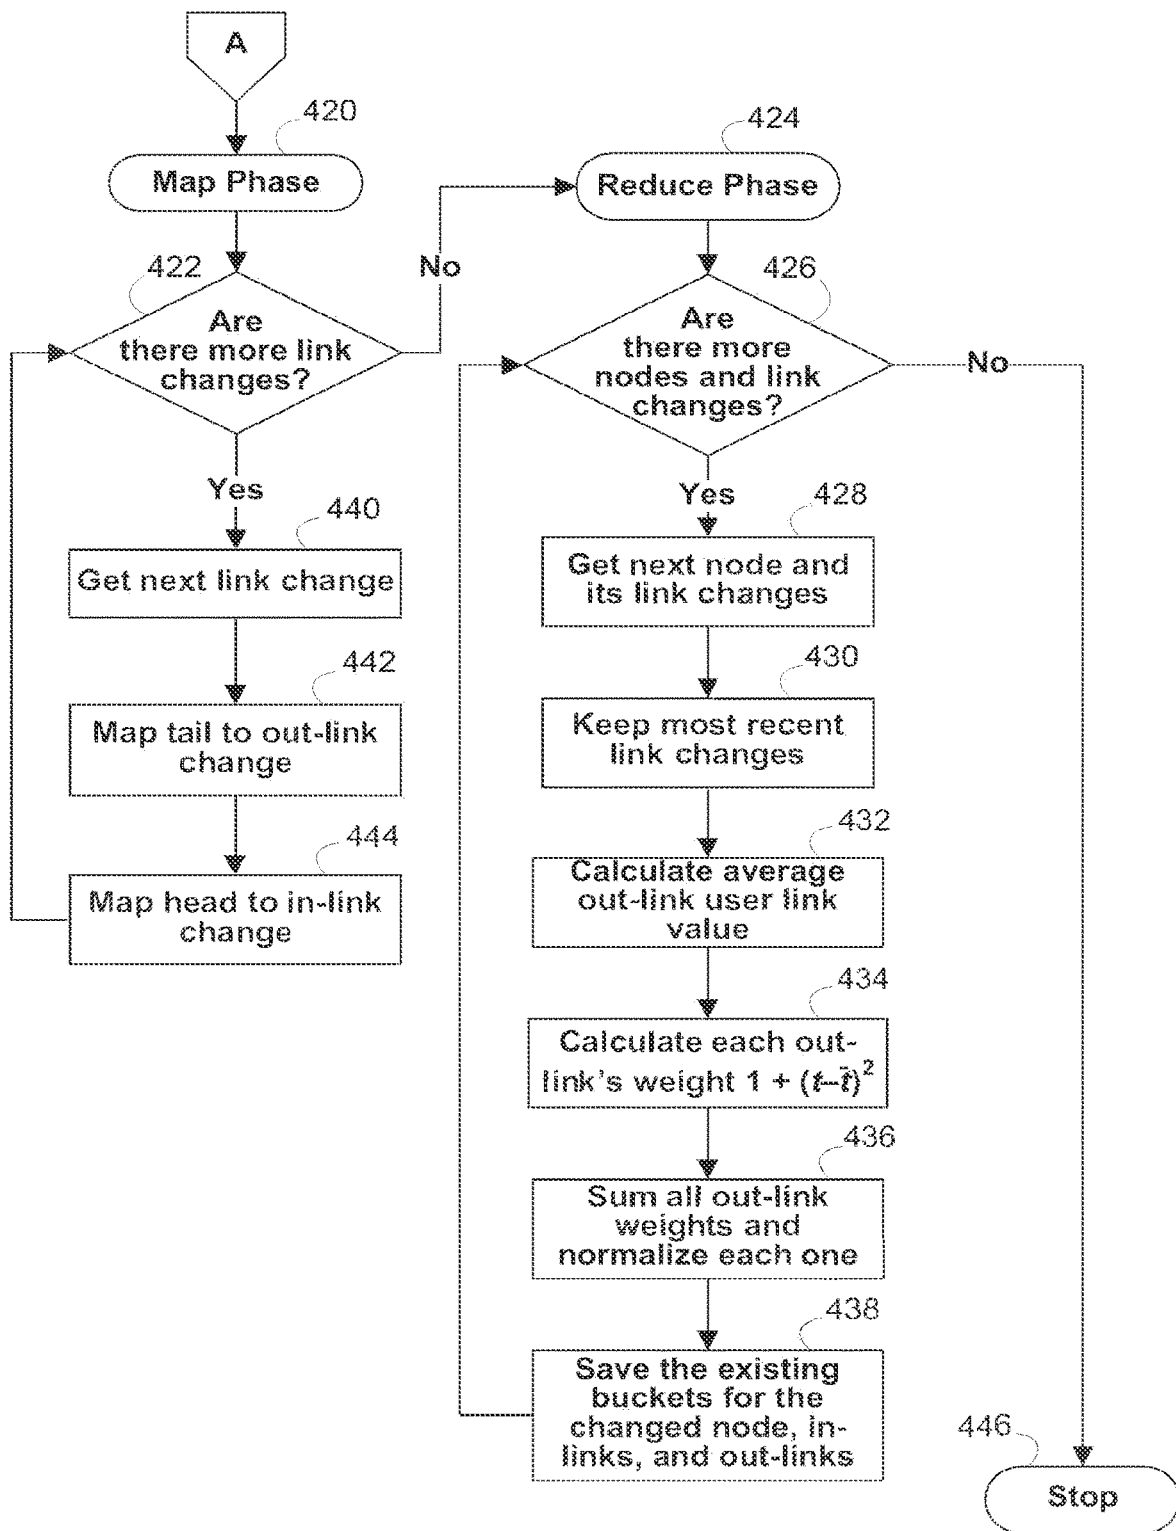 A
420
Map Phase
422
Are
there more link
changes?
No
Yes
440
Get next link change
442
Map tail to out-link
change
444
Map head to in-link
change
424
Reduce Phase
426
Are
there more
nodes and link
changes?
No
Yes
428
Get next node and
its link changes
430
Keep most recent
link changes
432
Calculate average
out-link user link
value
434
Calculate each out-
link's weight 1 + (t–t̄)²
436
Sum all out-link
weights and
normalize each one
438
Save the existing
buckets for the
changed node, in-
links, and out-links
446
Stop